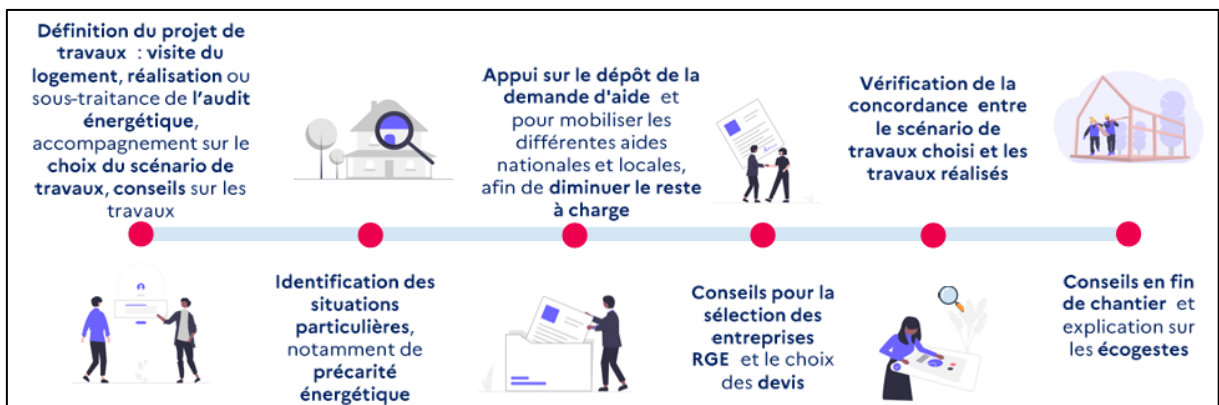 Définition du projet de
travaux : visite du
logement, réalisation ou
sous-traitance de l'audit
énergétique,
accompagnement sur le
choix du scénario de
travaux, conseils sur les
travaux
Identification des
situations
particulières,
notamment de
précarité
énergétique
Appui sur le dépôt de la
demande d'aide et
pour mobiliser les
différentes aides
nationales et locales,
afin de diminuer le reste
à charge
Conseils pour la
sélection des
entreprises
RGE et le choix
des devis
Vérification de la
concordance entre
le scénario de
travaux choisi et les
travaux réalisés
Conseils en fin
de chantier et
explication sur
les écogestes